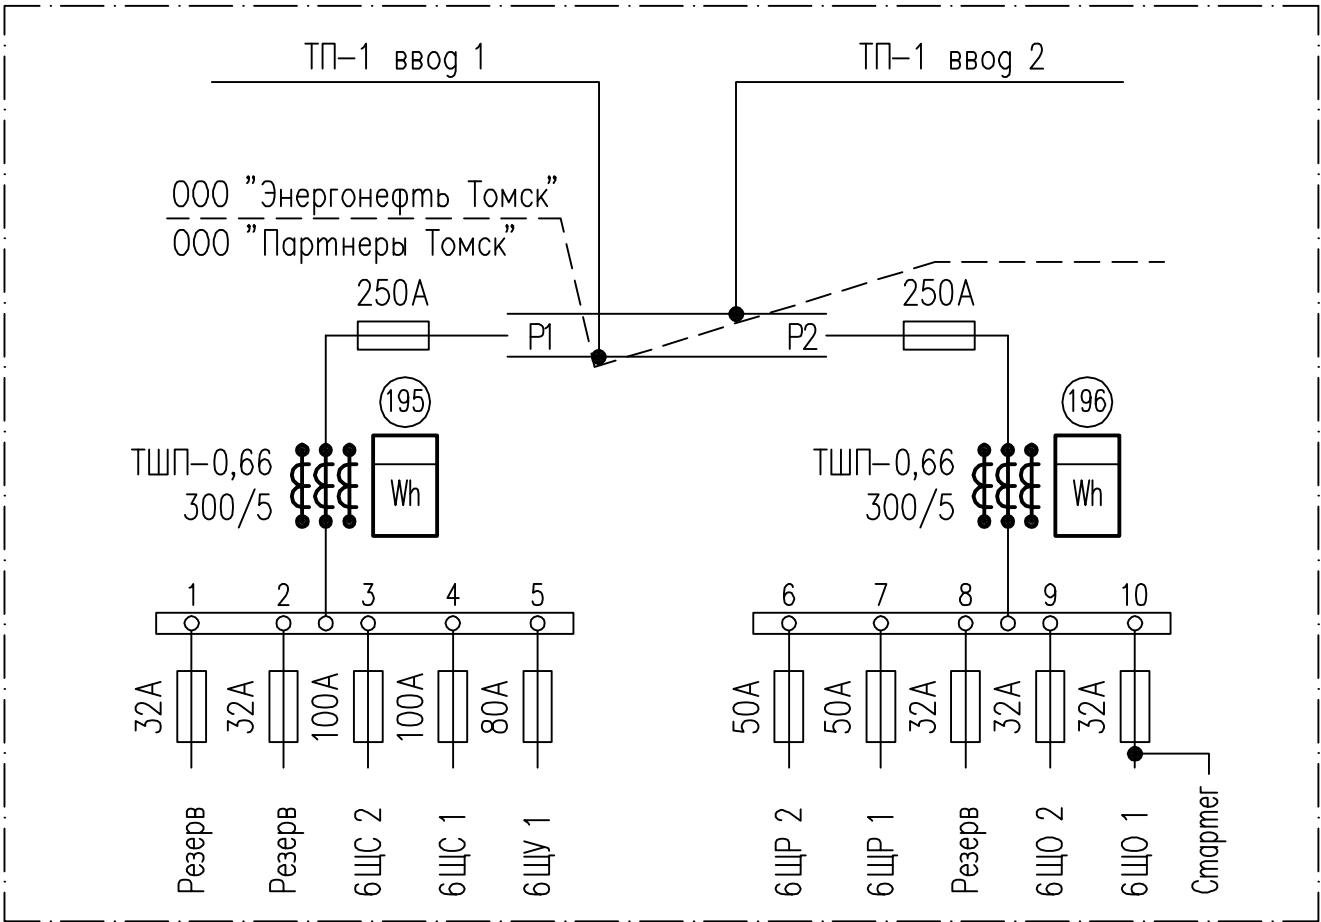 ТП-1 ввод 1
ТП-1 ввод 2
ООО "Энергонефть Томск"
ООО "Партнеры Томск"
250А
250А
Р1
Р2
195
196
ТШП-0,66
300/5
Wh
ТШП-0,66
300/5
Wh
1 2 3 4 5
6 7 8 9 10
32А
32А
100А
100А
80А
50А
50А
32А
32А
32А
Резерв
Резерв
6ЩС 2
6ЩС 1
6ЩУ 1
6ЩР 2
6ЩР 1
Резерв
6ЩО 2
6ЩО 1
Стартег